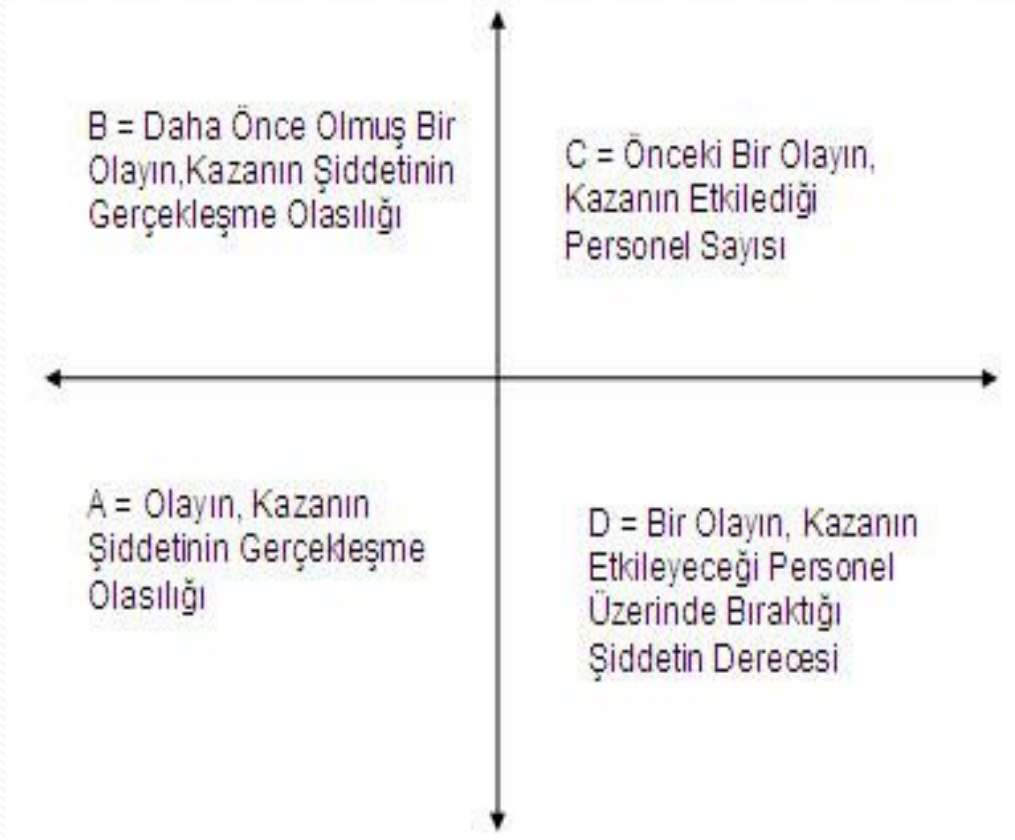 B = Daha Önce Olmuş Bir
Olayın,Kazanın Şiddetinin
Gerçekleşme Olasılığı
C = Önceki Bir Olayın,
Kazanın Etkilediği
Personel Sayısı
A = Olayın, Kazanın
Şiddetinin Gerçekleşme
Olasılığı
D = Bir Olayın, Kazanın
Etkileyeceği Personel
Üzerinde Bıraktığı
Şiddetin Derecesi